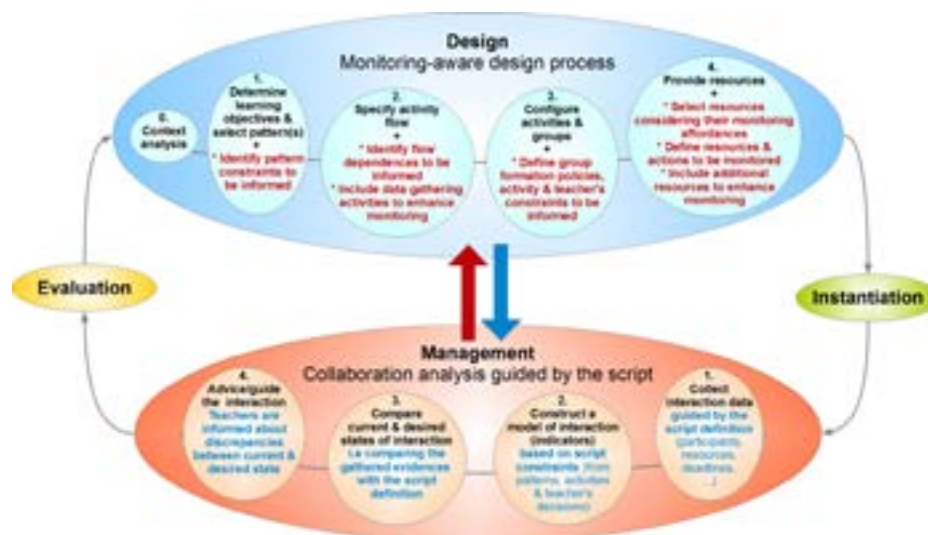 Design
Monitoring-aware design process
0.
Context
analysis
1.
Determine
learning
objectives &
select pattern(s)
+
* Identify pattern
constraints to
be informed
2.
Specify activity
flow
+
* Identify flow
dependences to be
informed
* Include data gathering
activities to enhance
monitoring
3.
Configure
activities &
groups
+
* Define group
formation policies,
activity & teacher's
constraints to be
informed
4.
Provide resources
+
* Select resources
considering their monitoring
affordances
* Define resources &
actions to be monitored
* Include additional
resources to enhance
monitoring
Evaluation
Instantiation
Management
Collaboration analysis guided by the script
4.
Advice/guide
the interaction
Teachers are
informed about
discrepancies
between current &
desired state
3.
Compare
current & desired
states of interaction
i.e comparing the
gathered evidences
with the script
definition
2.
Construct a
model of interaction
(indicators)
based on script
constraints (from
patterns, activities
& teacher's
decisions)
1.
Collect
interaction data
guided by the
script definition
(participants,
resources,
deadlines,
...)